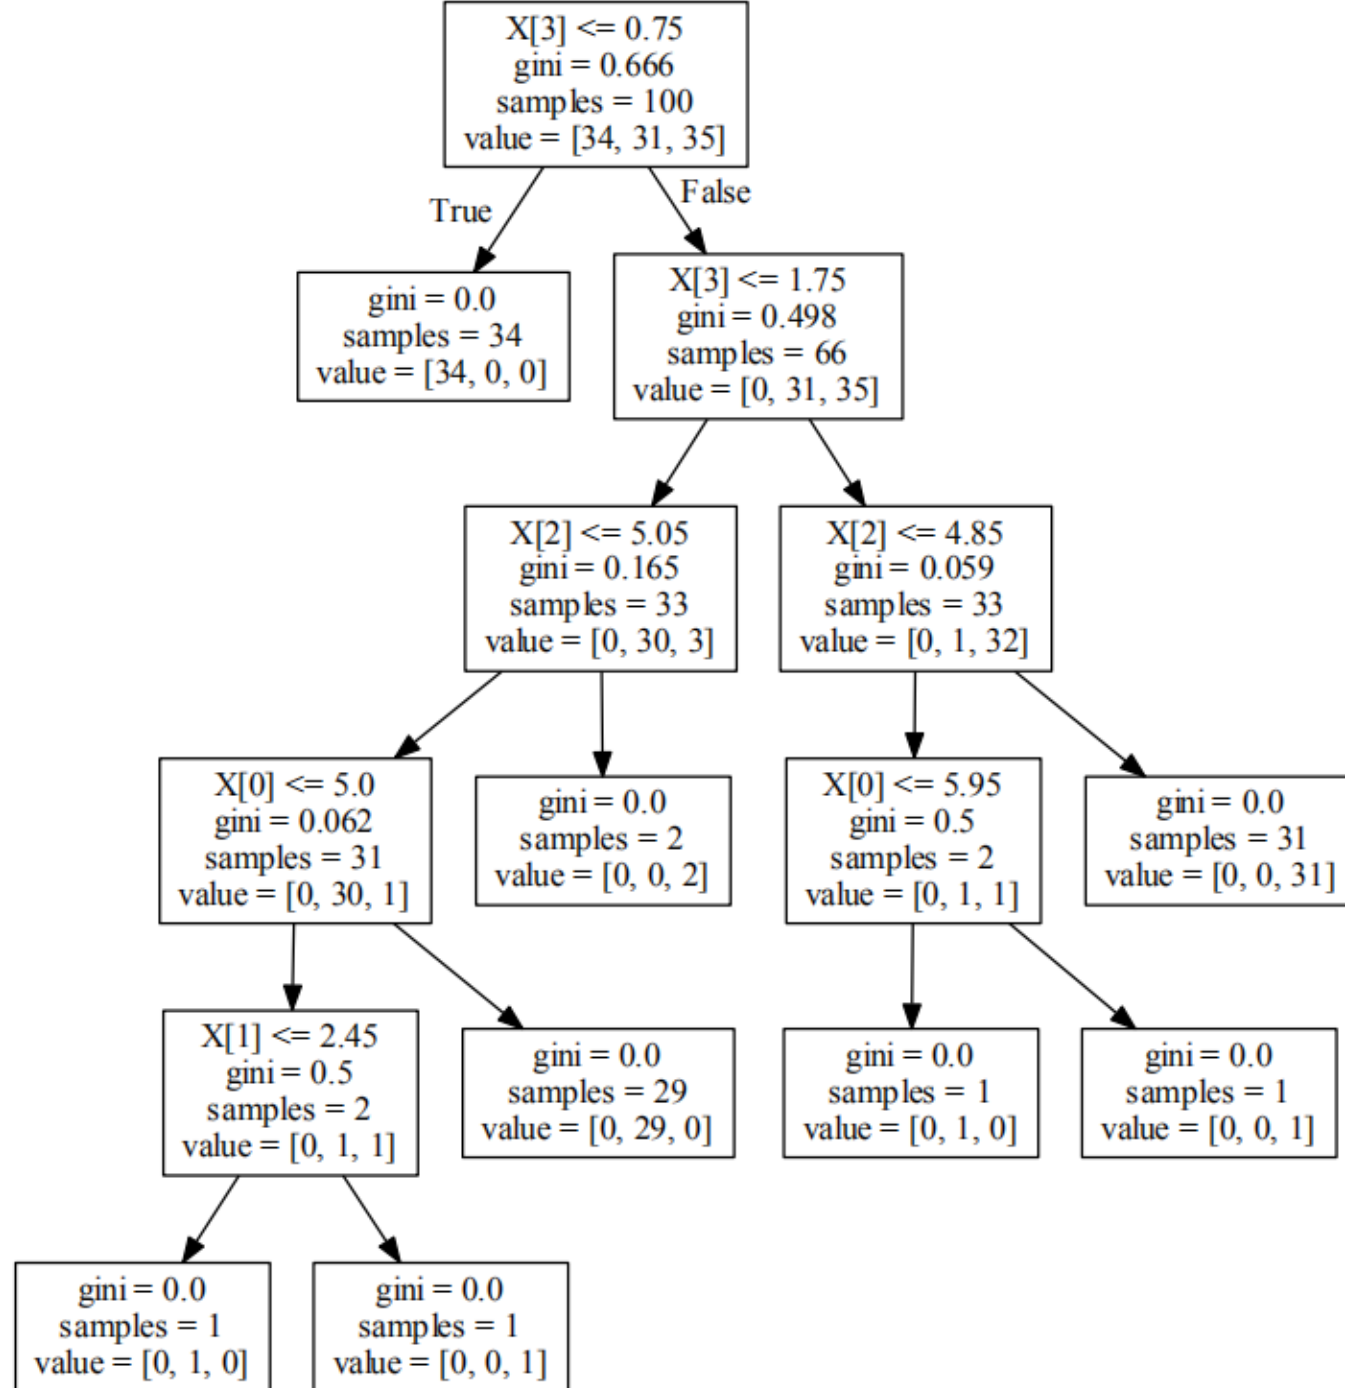 X[3] <= 0.75
gini = 0.666
samples = 100
value = [34, 31, 35]
True
False
gini = 0.0
samples = 34
value = [34, 0, 0]
X[3] <= 1.75
gini = 0.498
samples = 66
value = [0, 31, 35]
X[2] <= 5.05
gini = 0.165
samples = 33
value = [0, 30, 3]
X[2] <= 4.85
gini = 0.059
samples = 33
value = [0, 1, 32]
X[0] <= 5.0
gini = 0.062
samples = 31
value = [0, 30, 1]
gini = 0.0
samples = 2
value = [0, 0, 2]
X[0] <= 5.95
gini = 0.5
samples = 2
value = [0, 1, 1]
gini = 0.0
samples = 31
value = [0, 0, 31]
X[1] <= 2.45
gini = 0.5
samples = 2
value = [0, 1, 1]
gini = 0.0
samples = 29
value = [0, 29, 0]
gini = 0.0
samples = 1
value = [0, 1, 0]
gini = 0.0
samples = 1
value = [0, 0, 1]
gini = 0.0
samples = 1
value = [0, 1, 0]
gini = 0.0
samples = 1
value = [0, 0, 1]